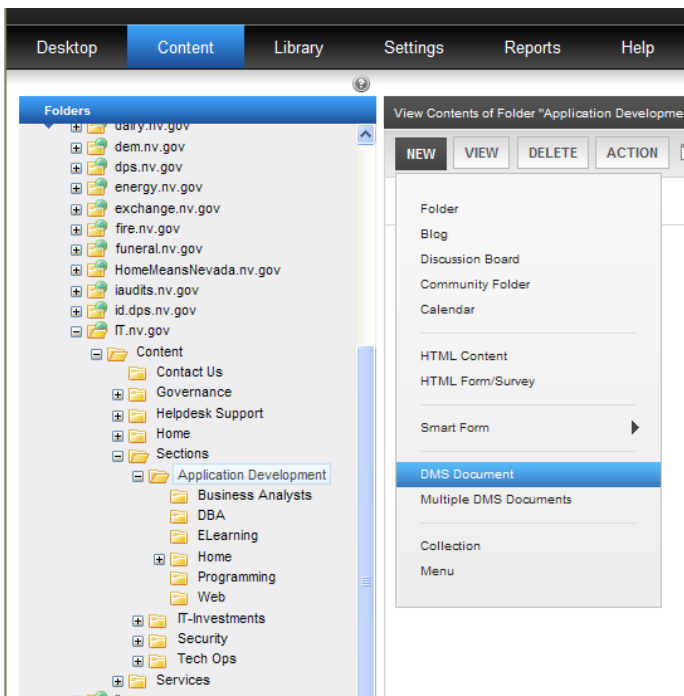 Desktop Content Library Settings Reports Help
Folders
dairy.nv.gov
dem.nv.gov
dps.nv.gov
energy.nv.gov
exchange.nv.gov
fire.nv.gov
funeral.nv.gov
HomeMeansNevada.nv.gov
iaudits.nv.gov
id.dps.nv.gov
IT.nv.gov
Content
Contact Us
Governance
Helpdesk Support
Home
Sections
Application Development
Business Analysts
DBA
ELearning
Home
Programming
Web
IT-Investments
Security
Tech Ops
Services
View Contents of Folder "Application Developme
NEW VIEW DELETE ACTION
Folder
Blog
Discussion Board
Community Folder
Calendar
HTML Content
HTML Form/Survey
Smart Form
DMS Document
Multiple DMS Documents
Collection
Menu